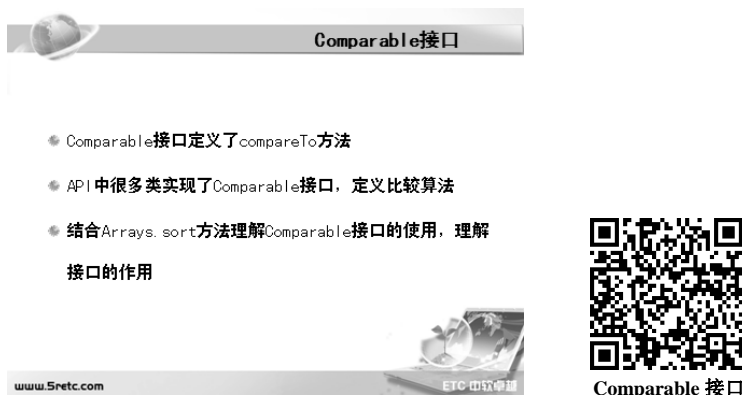 Comparable接口
Comparable接口定义了compareTo方法
API中很多类实现了Comparable接口，定义比较算法
结合Arrays.sort方法理解Comparable接口的使用，理解
接口的作用
www.5retc.com
ETC 中软卓越
Comparable 接口